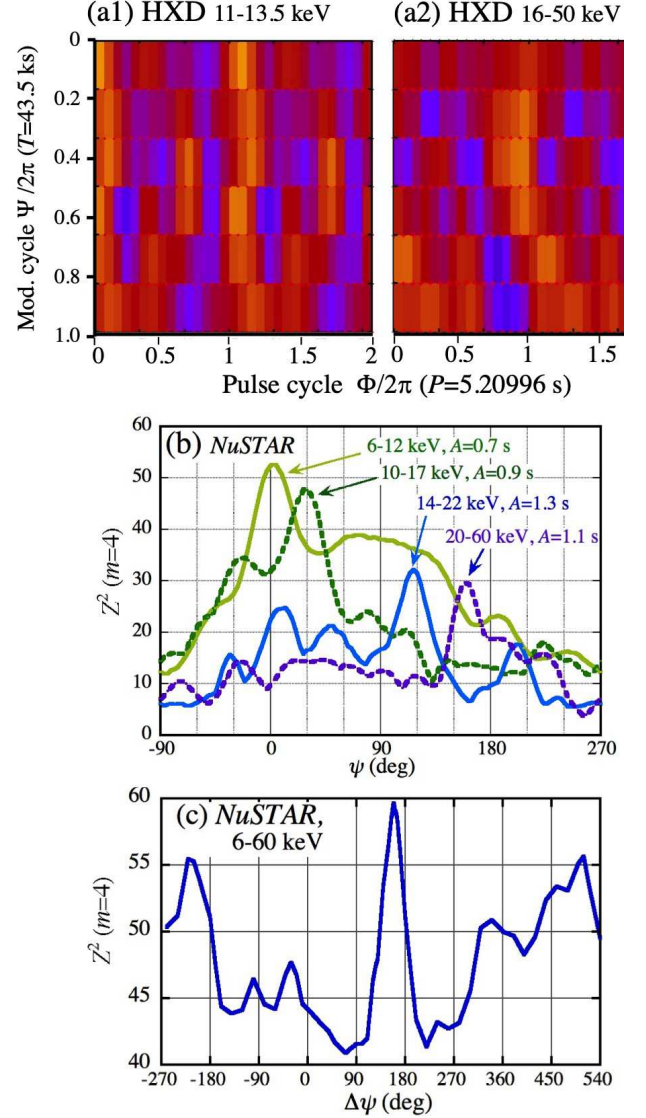 (a1) HXD 11-13.5 keV
(a2) HXD 16-50 keV
Mod. cycle Ψ/2π (T=43.5 ks)
0
0.2
0.4
0.6
0.8
1.0
0 0.5 1 1.5 2
0 0.5 1 1.5
Pulse cycle Φ/2π (P=5.20996 s)
(b) NuSTAR
6-12 keV, A=0.7 s
10-17 keV, A=0.9 s
14-22 keV, A=1.3 s
20-60 keV, A=1.1 s
Z² (m=4)
60
50
40
30
20
10
0
-90 0 90 180 270
ψ (deg)
(c) NuSTAR,
6-60 keV
Z² (m=4)
60
55
50
45
40
-270 -180 -90 0 90 180 270 360 450 540
Δψ (deg)